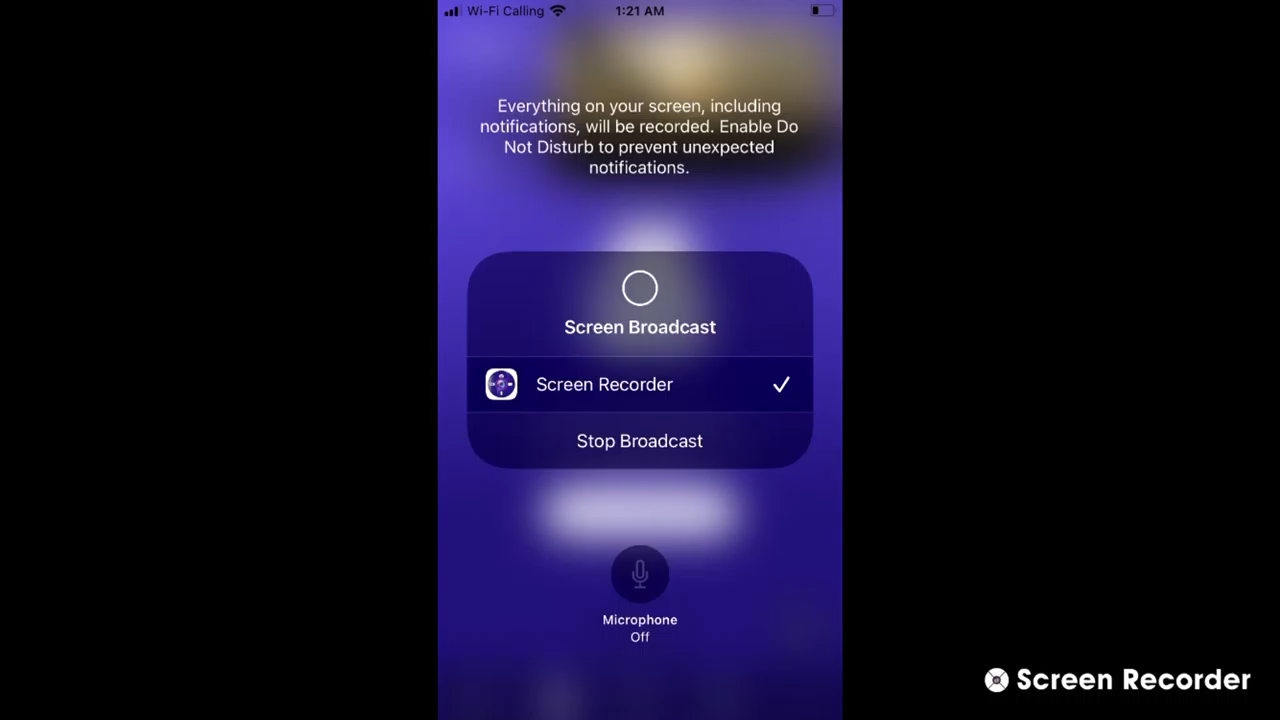 Wi-Fi Calling 1:21 AM
Everything on your screen, including
notifications, will be recorded. Enable Do
Not Disturb to prevent unexpected
notifications.
Screen Broadcast
Screen Recorder
Stop Broadcast
Microphone
Off
Screen Recorder